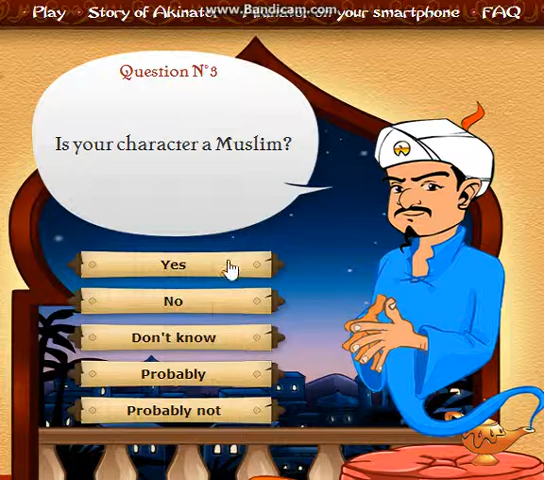 www.Bandicam.com
· Play · Story of Akinator · on your smartphone · FAQ
Question N°3
Is your character a Muslim?
Yes
No
Don't know
Probably
Probably not